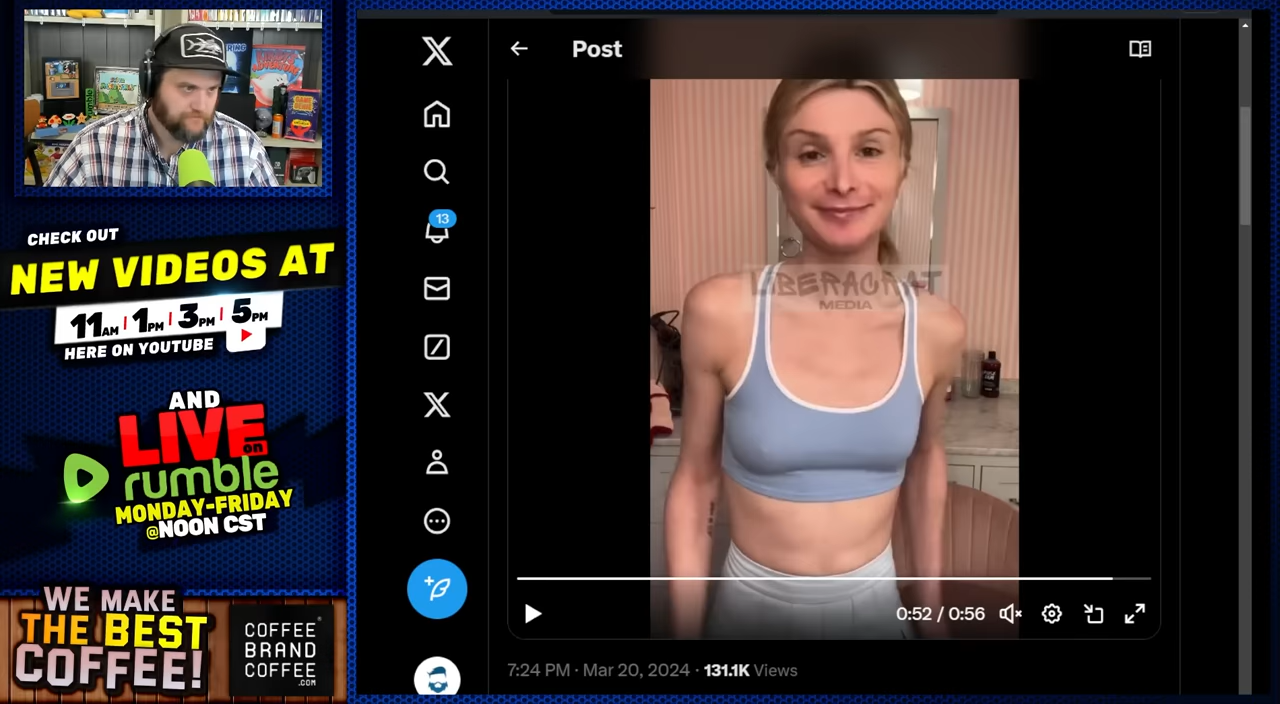 CHECK OUT
NEW VIDEOS AT
11AM | 1PM | 3PM | 5PM
HERE ON YOUTUBE
AND
LIVE on
rumble
MONDAY-FRIDAY
@NOON CST
WE MAKE
THE BEST
COFFEE!
COFFEE
BRAND
COFFEE
.COM
Post
13
LIBERACRAT
MEDIA
0:52 / 0:56
7:24 PM · Mar 20, 2024 · 131.1K Views